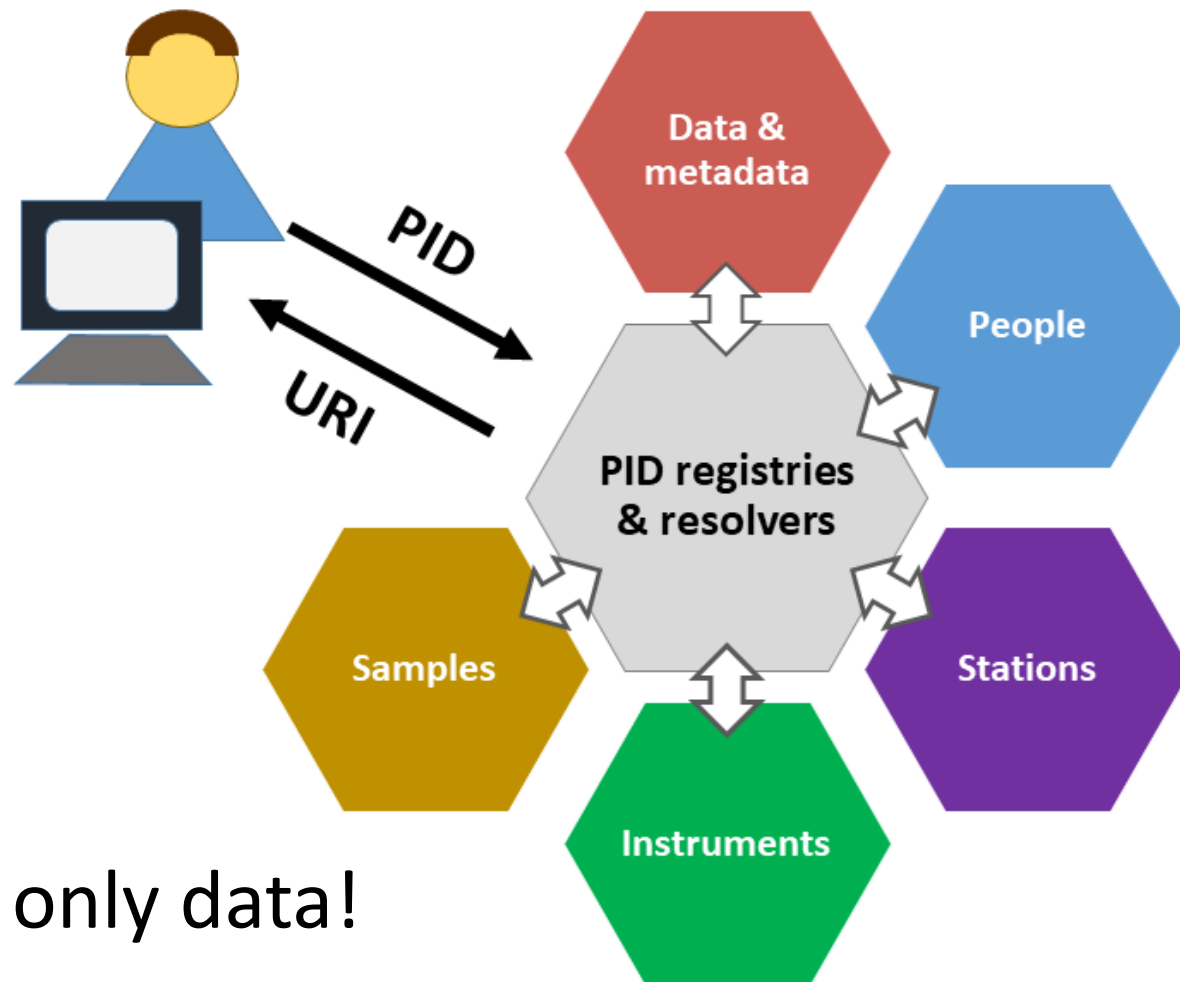 Data &
metadata
PID
People
URI
PID registries
& resolvers
Samples
Stations
Instruments
only data!